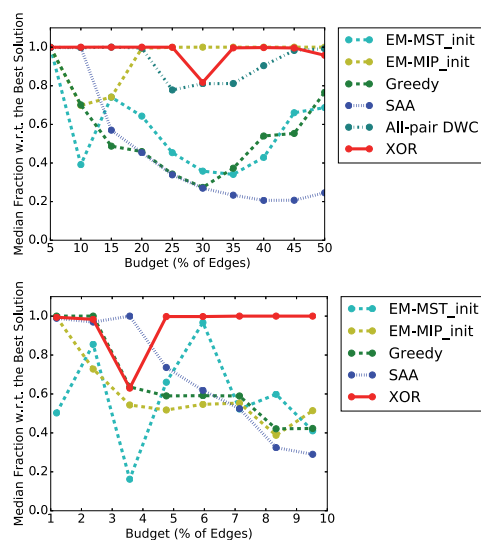 Median Fraction w.r.t. the Best Solution
1.0
0.8
0.6
0.4
0.2
0.0
5 10 15 20 25 30 35 40 45 50
Budget (% of Edges)
EM-MST_init
EM-MIP_init
Greedy
SAA
All-pair DWC
XOR
Median Fraction w.r.t. the Best Solution
1.0
0.8
0.6
0.4
0.2
0.0
1 2 3 4 5 6 7 8 9 10
Budget (% of Edges)
EM-MST_init
EM-MIP_init
Greedy
SAA
XOR